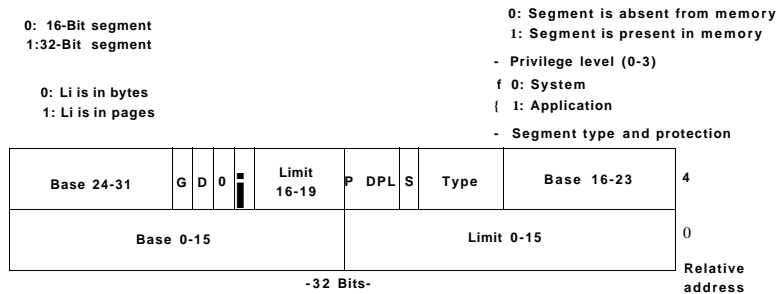 0: 16-Bit segment
1:32-Bit segment
0: Li is in bytes
1: Li is in pages
0: Segment is absent from memory
1: Segment is present in memory
- Privilege level (0-3)
f 0: System
{ 1: Application
- Segment type and protection
Base 24-31 G D 0 Limit 16-19 P DPL S Type Base 16-23 4
Base 0-15 Limit 0-15 0
-32 Bits-
Relative
address